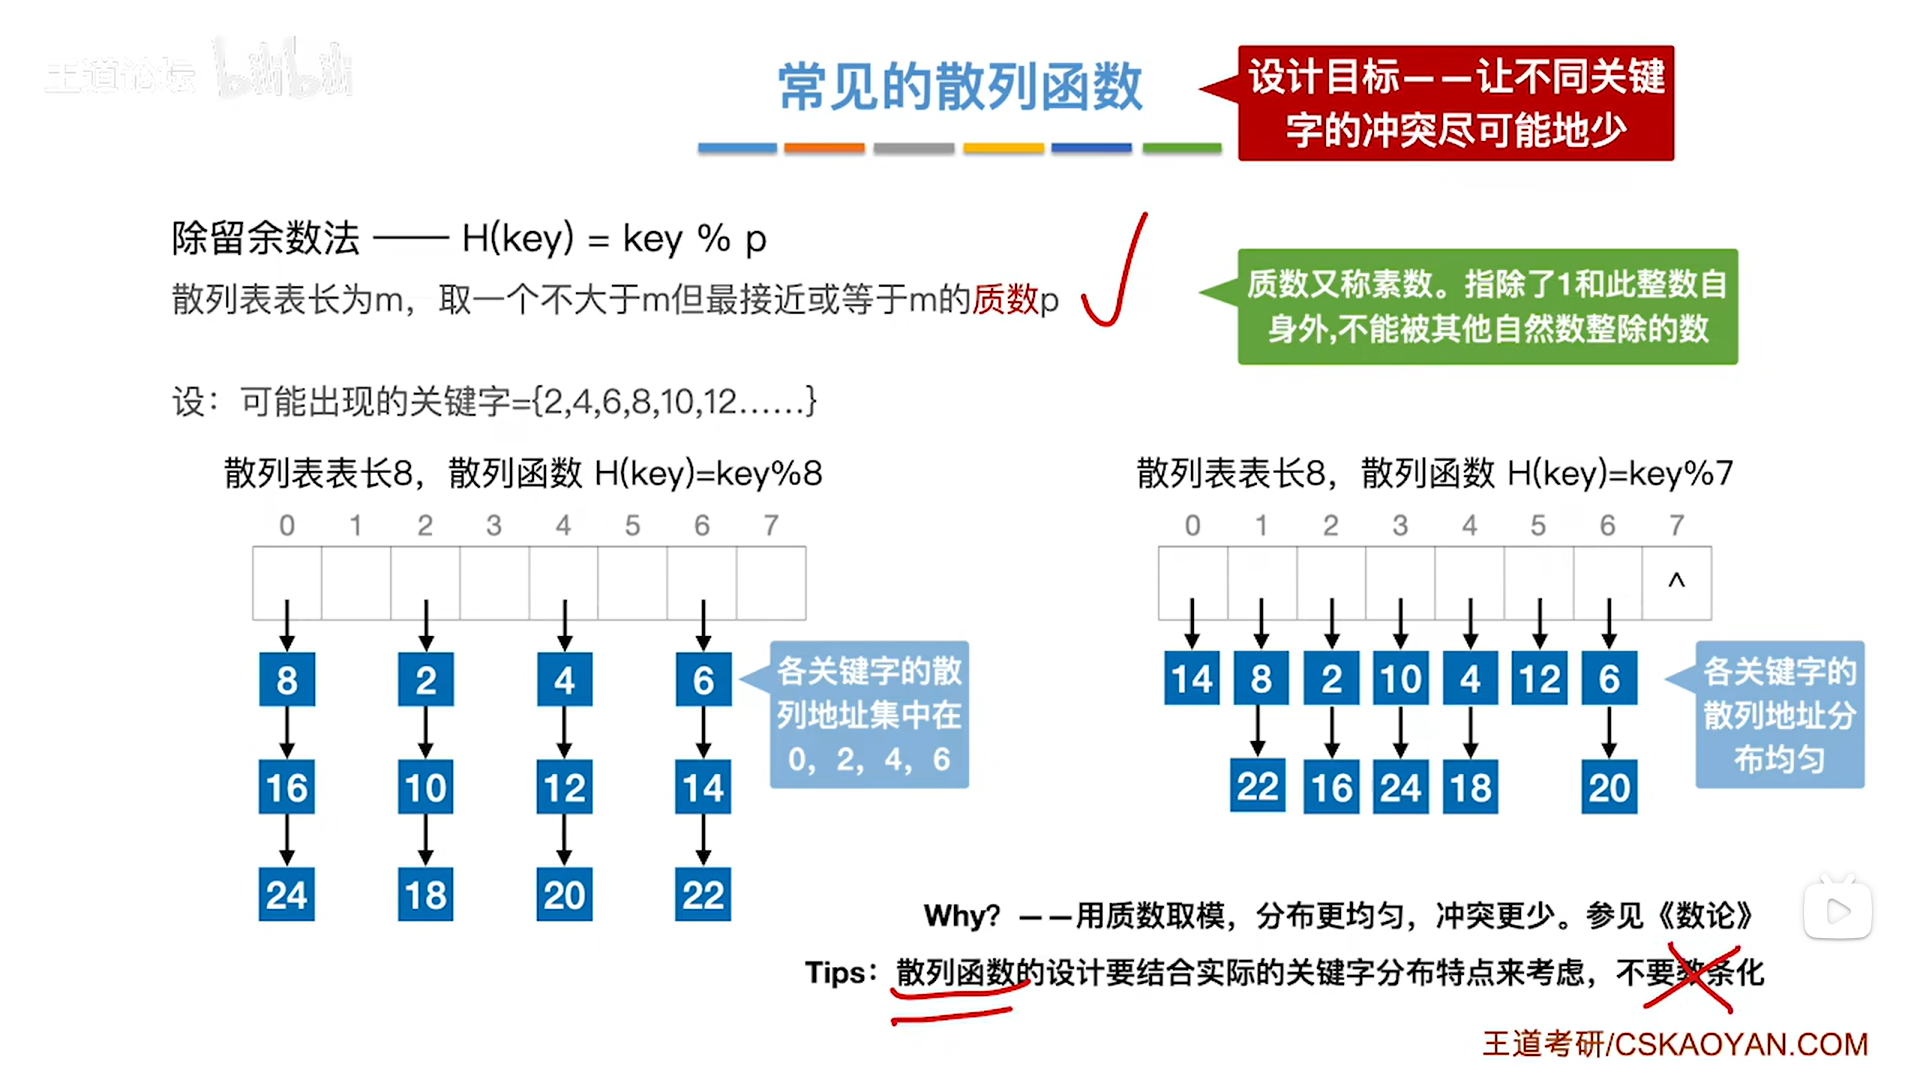 王道论坛 bilibili
常见的散列函数
设计目标——让不同关键
字的冲突尽可能地少
除留余数法 —— H(key) = key % p
散列表表长为m，取一个不大于m但最接近或等于m的质数p
质数又称素数。指除了1和此整数自
身外,不能被其他自然数整除的数
设：可能出现的关键字={2,4,6,8,10,12……}
散列表表长8，散列函数 H(key)=key%8
0 1 2 3 4 5 6 7
8 2 4 6
16 10 12 14
24 18 20 22
各关键字的散
列地址集中在
0，2，4，6
散列表表长8，散列函数 H(key)=key%7
0 1 2 3 4 5 6 7
^
14 8 2 10 4 12 6
22 16 24 18 20
各关键字的
散列地址分
布均匀
Why？——用质数取模，分布更均匀，冲突更少。参见《数论》
Tips：散列函数的设计要结合实际的关键字分布特点来考虑，不要教条化
王道考研/CSKAOYAN.COM